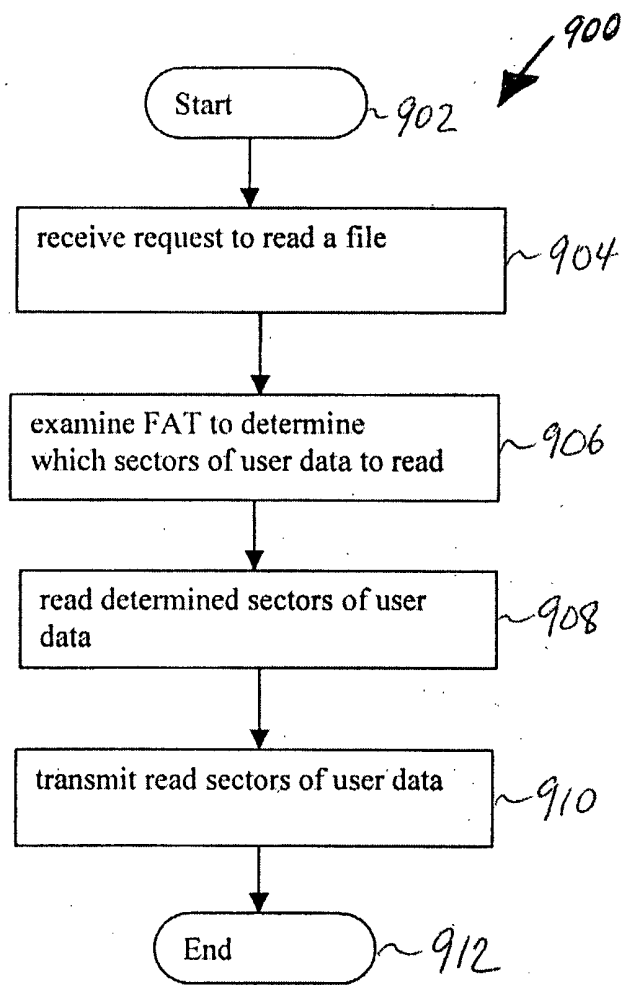 900
Start
902
receive request to read a file
904
examine FAT to determine
906
which sectors of user data to read
read determined sectors of user
908
data
transmit read sectors of user data
910
End
912